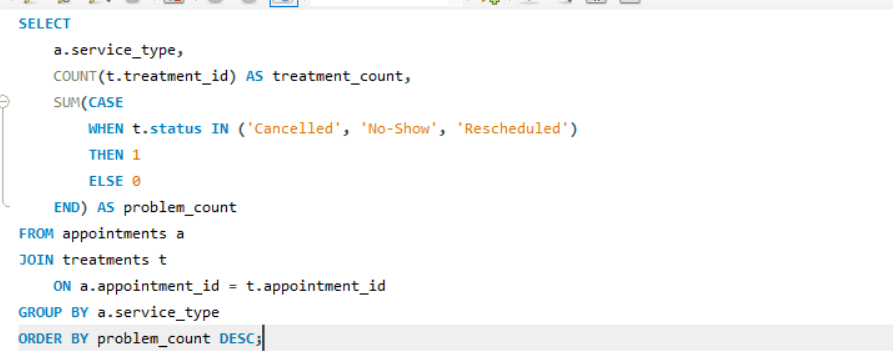 SELECT
    a.service_type,
    COUNT(t.treatment_id) AS treatment_count,
    SUM(CASE
        WHEN t.status IN ('Cancelled', 'No-Show', 'Rescheduled')
        THEN 1
        ELSE 0
    END) AS problem_count
FROM appointments a
JOIN treatments t
    ON a.appointment_id = t.appointment_id
GROUP BY a.service_type
ORDER BY problem_count DESC;